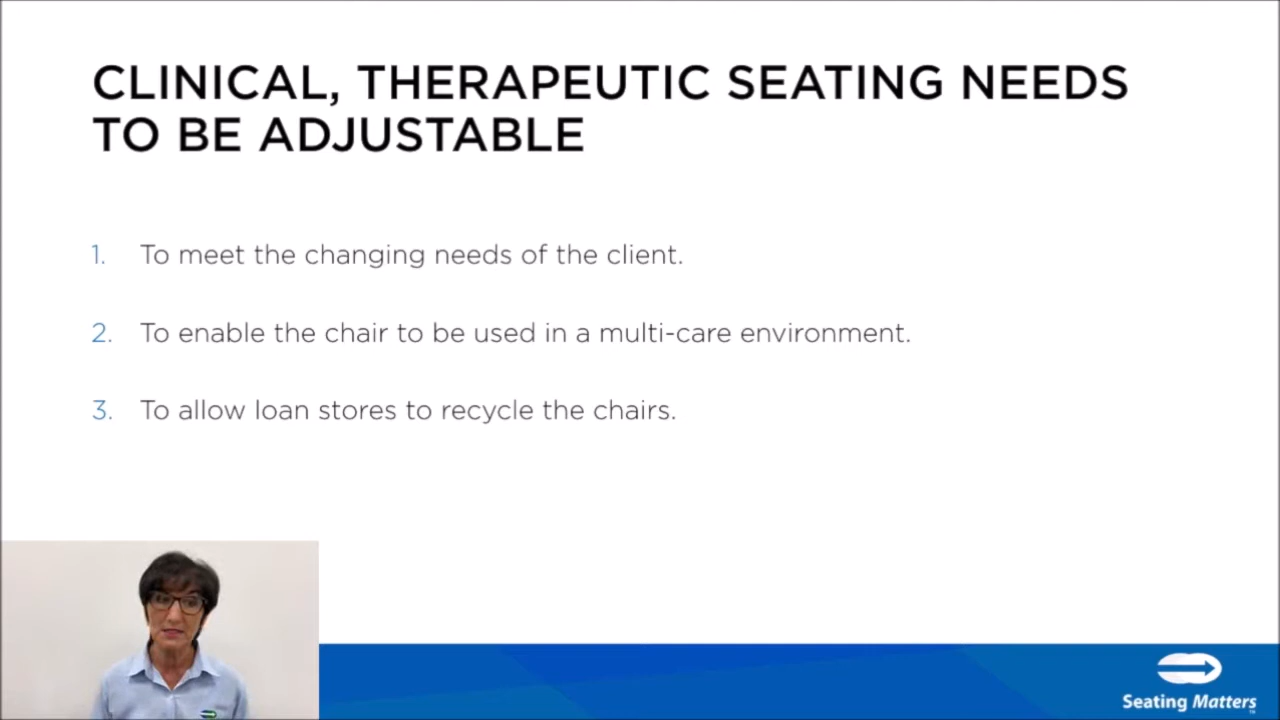 CLINICAL, THERAPEUTIC SEATING NEEDS
TO BE ADJUSTABLE
1. To meet the changing needs of the client.
2. To enable the chair to be used in a multi-care environment.
3. To allow loan stores to recycle the chairs.
Seating Matters™